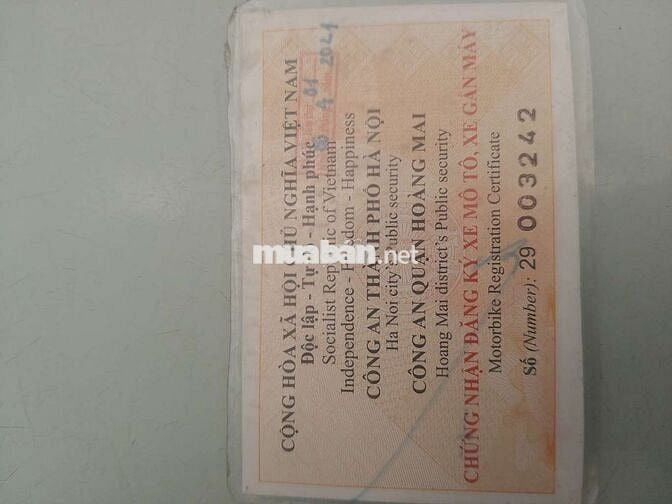 CỘNG HÒA XÃ HỘI CHỦ NGHĨA VIỆT NAM
Độc lập - Tự - Hạnh phúc
Socialist Republic of Vietnam
Independence - Freedom - Happiness
CÔNG AN THÀNH PHỐ HÀ NỘI
Ha Noi city's Public security
CÔNG AN QUẬN HOÀNG MAI
Hoang Mai district's Public security
CHỨNG NHẬN ĐĂNG KÝ XE MÔ TÔ, XE GẮN MÁY
Motorbike Registration Certificate
Số (Number): 29 003242
01
4 2021
muaban.net